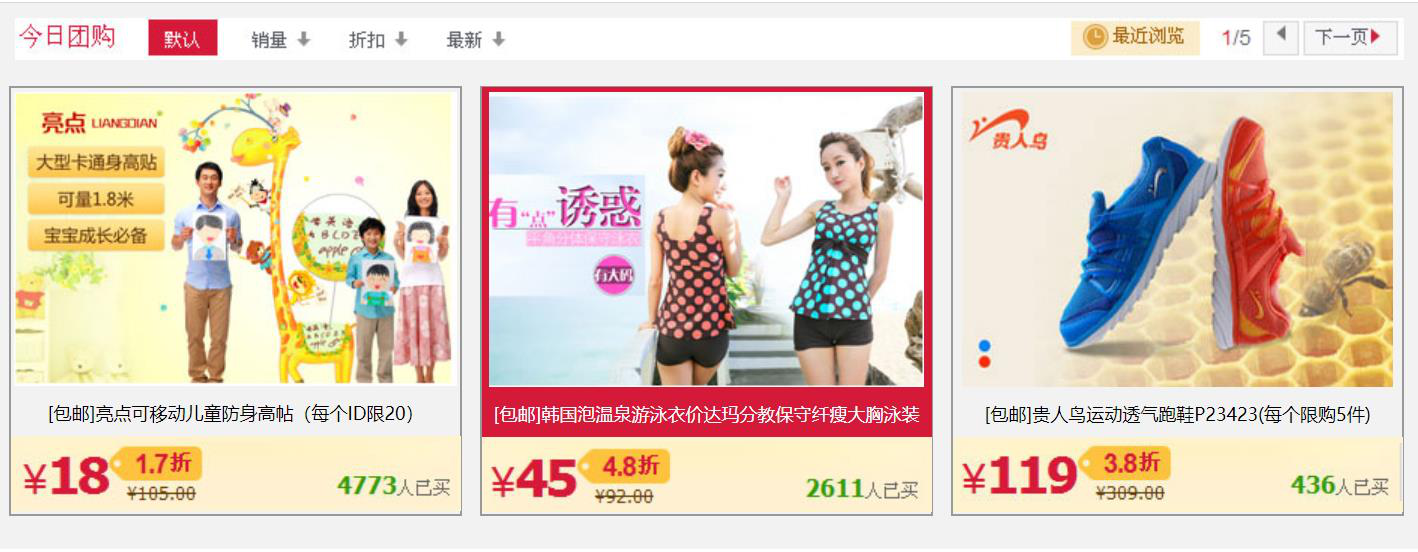 今日团购 默认 销量 折扣 最新 最近浏览 1/5 下一页
亮点 LIANGDIAN
大型卡通身高贴
可量1.8米
宝宝成长必备
[包邮]亮点可移动儿童防身高帖（每个ID限20）
¥18 1.7折
¥105.00
4773人已买
有“点”诱惑
平角分体保守泳衣
有大码
[包邮]韩国泡温泉游泳衣价达玛分教保守纤瘦大胸泳装
¥45 4.8折
¥92.00
2611人已买
贵人鸟
[包邮]贵人鸟运动透气跑鞋P23423(每个限购5件)
¥119 3.8折
¥309.00
436人已买